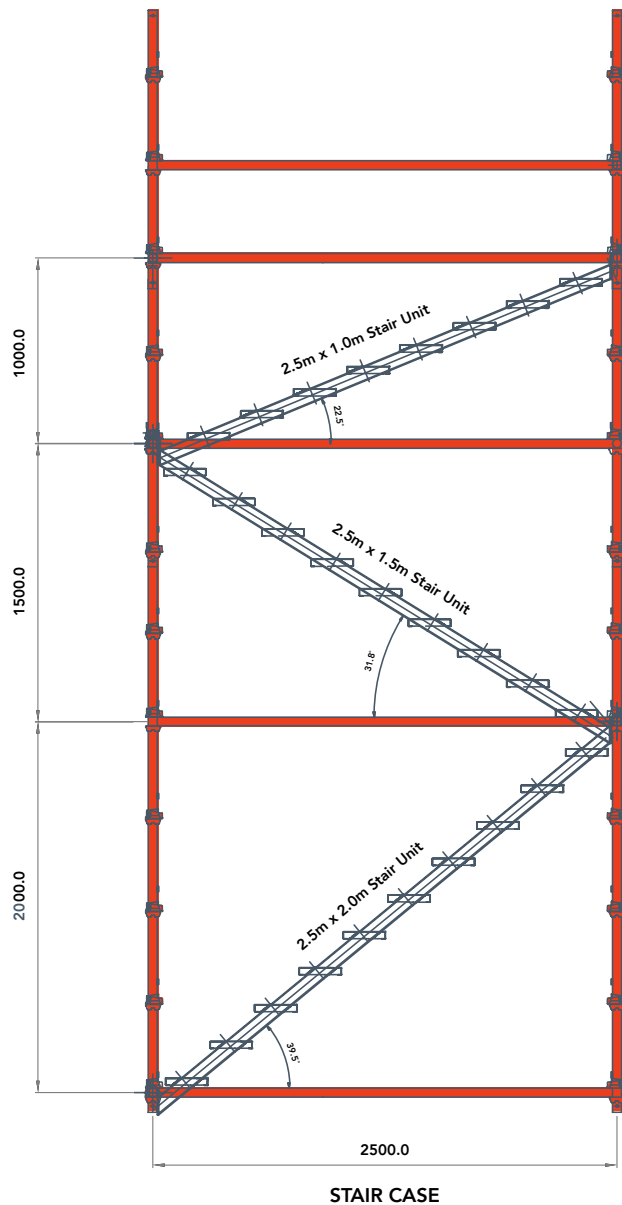 1000.0
2.5m x 1.0m Stair Unit
22.5°
1500.0
2.5m x 1.5m Stair Unit
31.8°
2000.0
2.5m x 2.0m Stair Unit
39.5°
2500.0
STAIR CASE